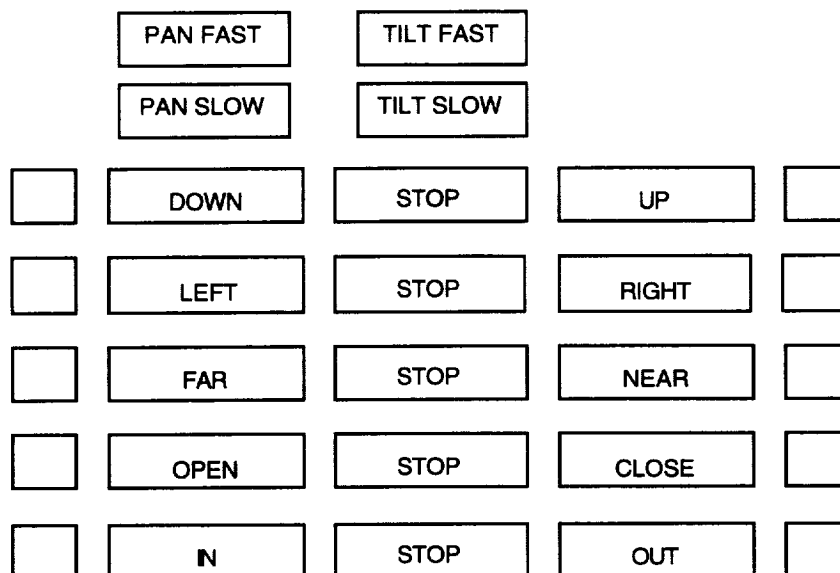 PAN FAST TILT FAST
PAN SLOW TILT SLOW
DOWN STOP UP
LEFT STOP RIGHT
FAR STOP NEAR
OPEN STOP CLOSE
IN STOP OUT